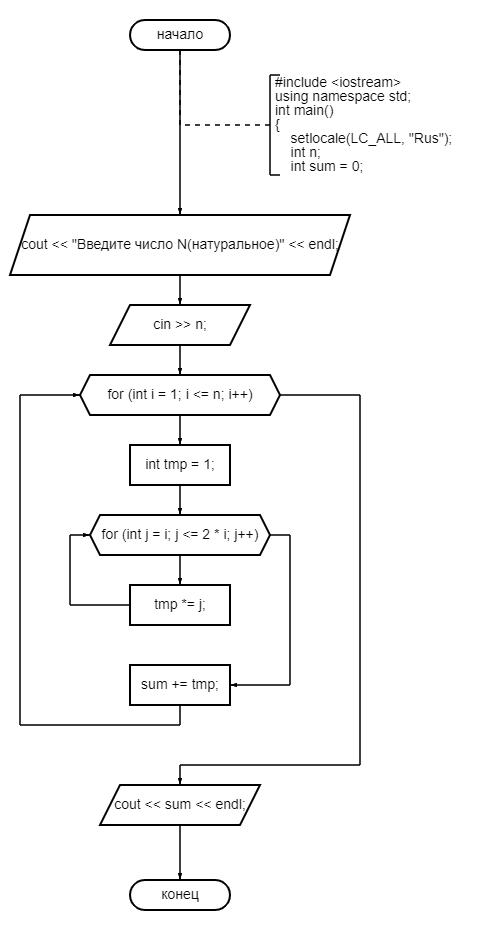 начало
#include <iostream>
using namespace std;
int main()
{
setlocale(LC_ALL, "Rus");
int n;
int sum = 0;
cout << "Введите число N(натуральное)" << endl;
cin >> n;
for (int i = 1; i <= n; i++)
int tmp = 1;
for (int j = i; j <= 2 * i; j++)
tmp *= j;
sum += tmp;
cout << sum << endl;
конец